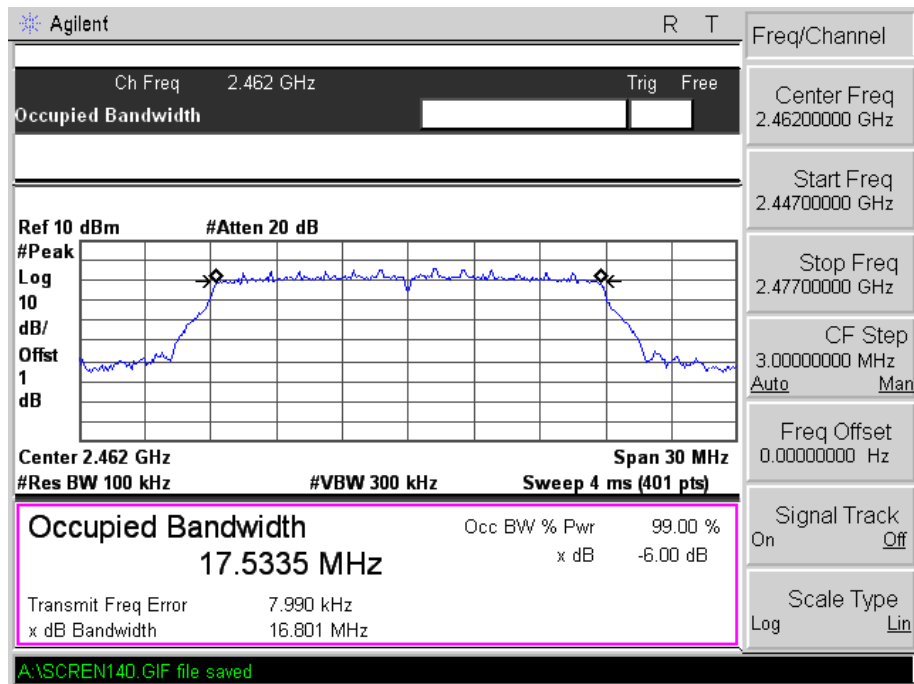 Agilent R T
Ch Freq 2.462 GHz Trig Free
Occupied Bandwidth
Ref 10 dBm #Atten 20 dB
#Peak
Log
10
dB/
Offst
1
dB
Center 2.462 GHz Span 30 MHz
#Res BW 100 kHz #VBW 300 kHz Sweep 4 ms (401 pts)
Occupied Bandwidth Occ BW % Pwr 99.00 %
17.5335 MHz x dB -6.00 dB
Transmit Freq Error 7.990 kHz
x dB Bandwidth 16.801 MHz
A:\SCREN140.GIF file saved
Freq/Channel
Center Freq
2.46200000 GHz
Start Freq
2.44700000 GHz
Stop Freq
2.47700000 GHz
CF Step
3.00000000 MHz
Auto Man
Freq Offset
0.00000000 Hz
Signal Track
On Off
Scale Type
Log Lin